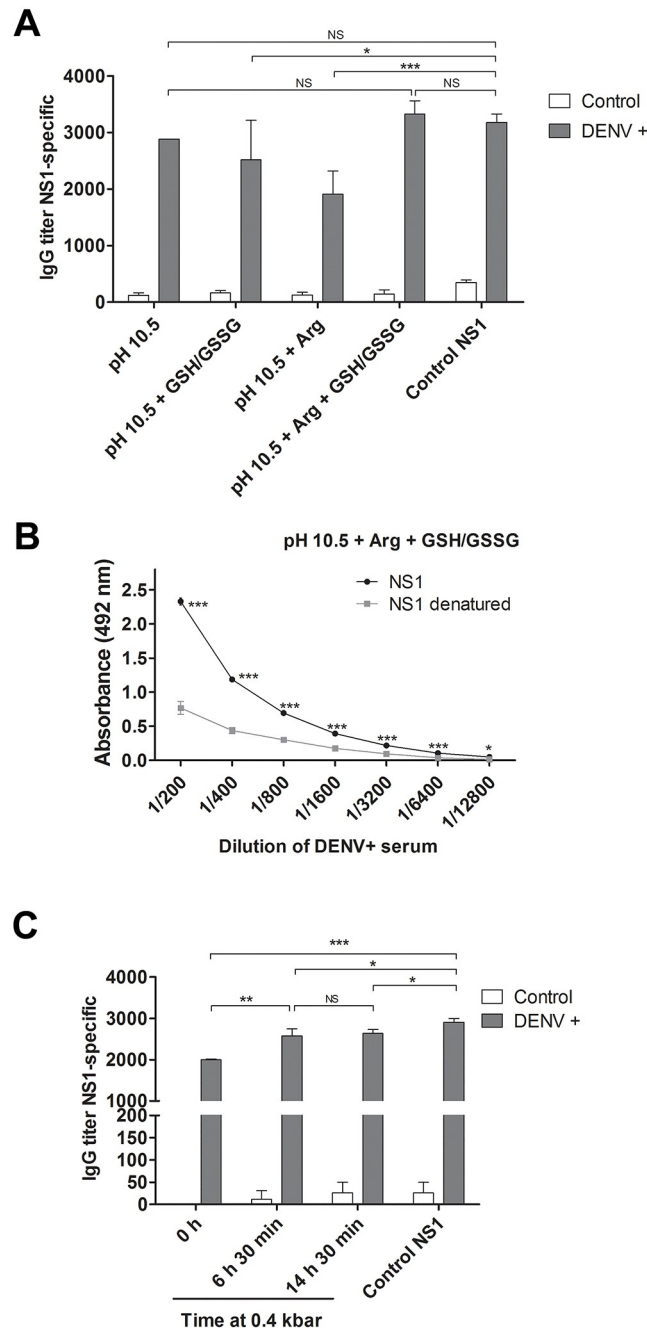 A
NS
*
***
NS
NS
4000
3000
2000
1000
0
IgG titer NS1-specific
Control
DENV +
pH 10.5
pH 10.5 + GSH/GSSG
pH 10.5 + Arg
pH 10.5 + Arg + GSH/GSSG
Control NS1
B
pH 10.5 + Arg + GSH/GSSG
NS1
NS1 denatured
Absorbance (492 nm)
2.5
2.0
1.5
1.0
0.5
0.0
***
***
***
***
***
***
*
1/200
1/400
1/800
1/1600
1/3200
1/6400
1/12800
Dilution of DENV+ serum
C
***
*
*
**
NS
4000
3000
2000
1000
200
150
100
50
0
IgG titer NS1-specific
Control
DENV +
0 h
6 h 30 min
14 h 30 min
Control NS1
Time at 0.4 kbar